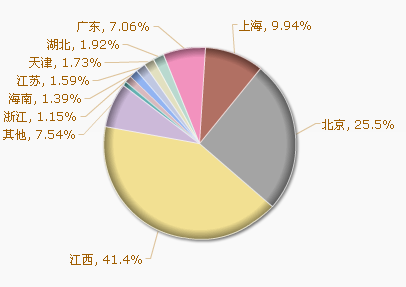 广东, 7.06%
上海, 9.94%
湖北, 1.92%
天津, 1.73%
江苏, 1.59%
海南, 1.39%
浙江, 1.15%
其他, 7.54%
北京, 25.5%
江西, 41.4%